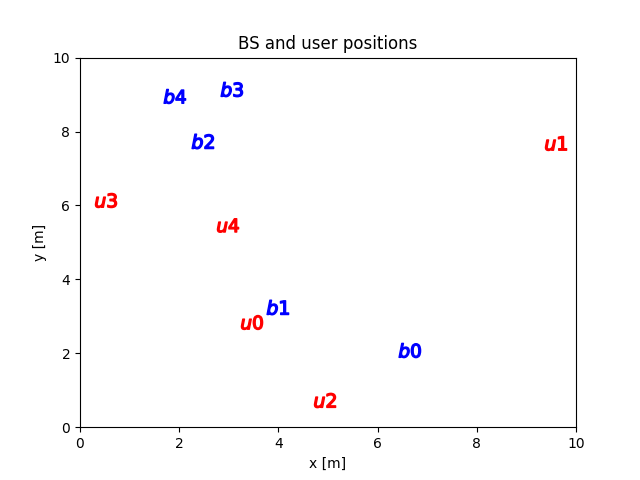 BS and user positions
10
8
6
4
2
0
y [m]
b4
b3
b2
u1
u3
u4
b1
u0
b0
u2
0 2 4 6 8 10
x [m]